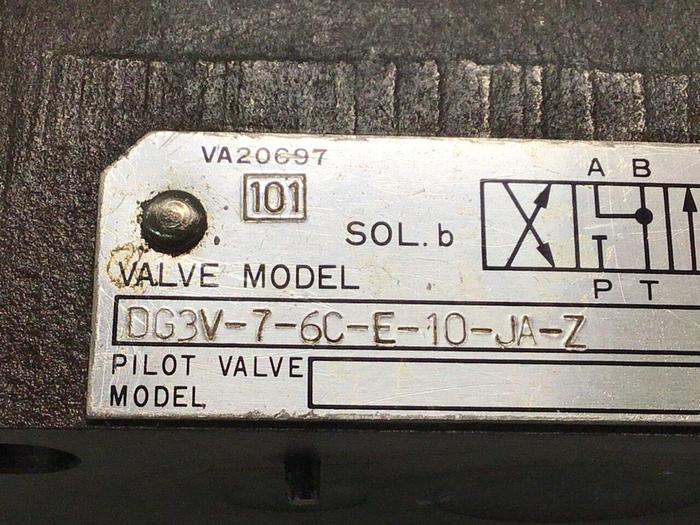 VA20697
101
A B
SOL.b
VALVE MODEL
P T
DG3V-7-6C-E-10-JA-Z
PILOT VALVE
MODEL